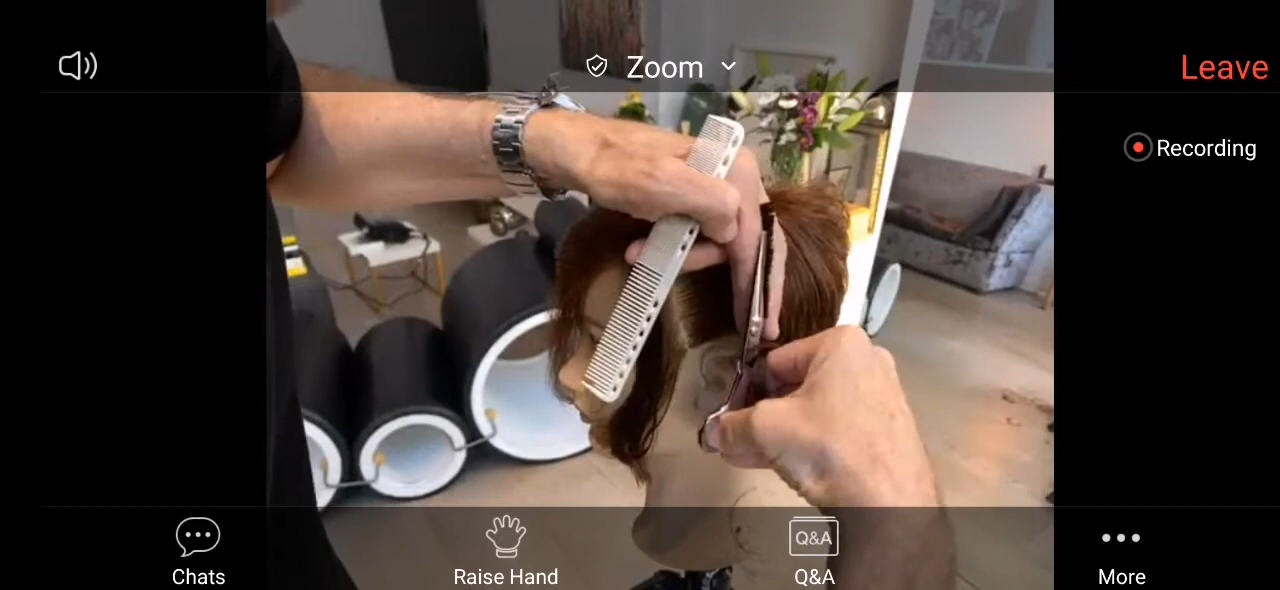 Zoom
Leave
Recording
Chats
Raise Hand
Q&A
Q&A
More